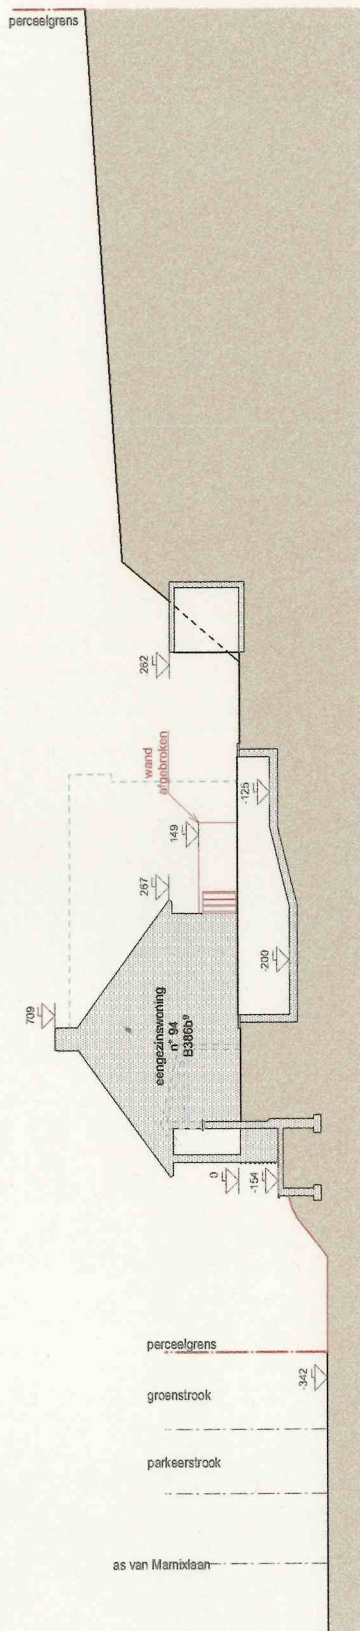 perceelgrens
262
wand
afgebroken
149
-125
267
709
-200
eengezinswoning
n° 94
B386b⁹
0
-154
perceelgrens
-342
groenstrook
parkeerstrook
as van Marnixlaan